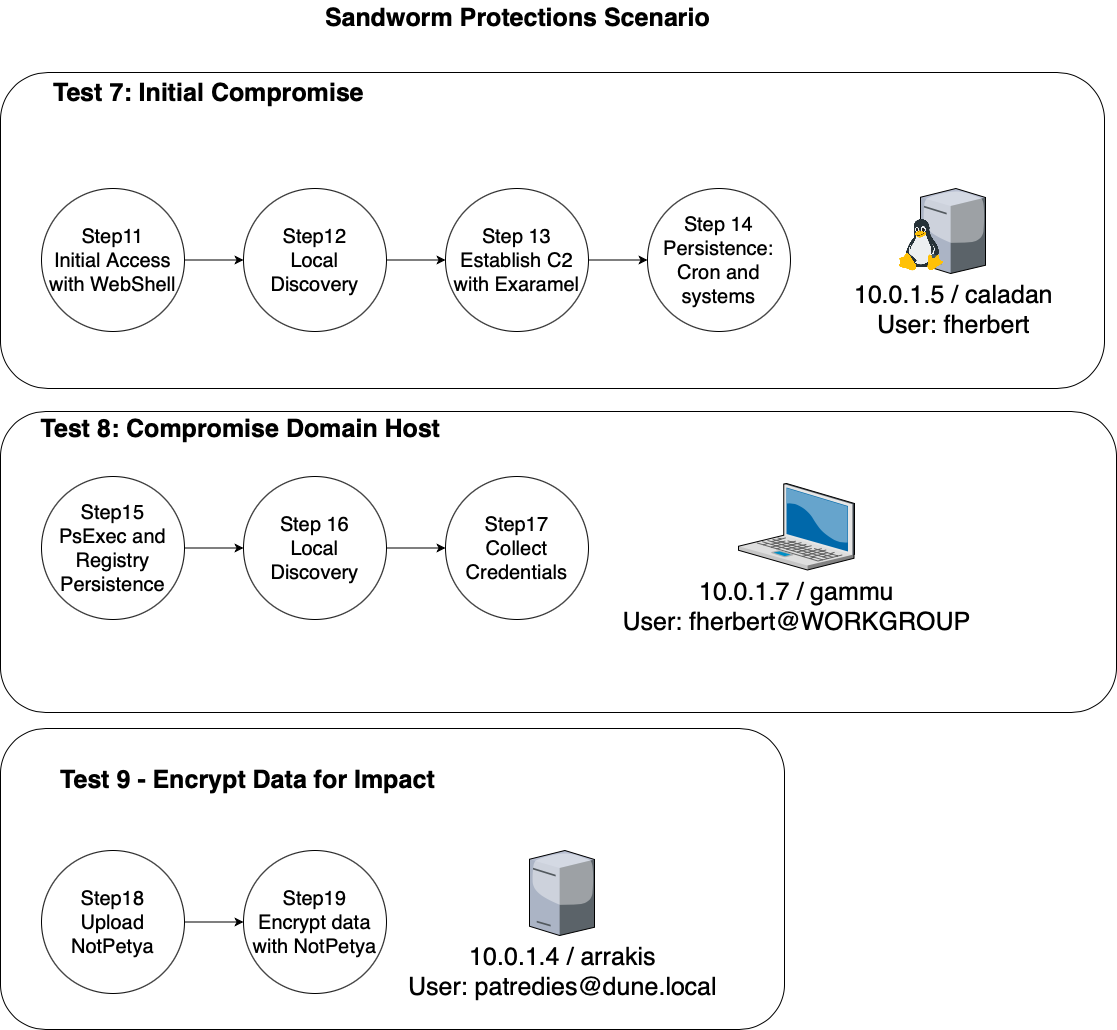 Sandworm Protections Scenario
Test 7: Initial Compromise
Step11
Initial Access
with WebShell
Step12
Local
Discovery
Step 13
Establish C2
with Exaramel
Step 14
Persistence:
Cron and
systems
10.0.1.5 / caladan
User: fherbert
Test 8: Compromise Domain Host
Step15
PsExec and
Registry
Persistence
Step 16
Local
Discovery
Step17
Collect
Credentials
10.0.1.7 / gammu
User: fherbert@WORKGROUP
Test 9 - Encrypt Data for Impact
Step18
Upload
NotPetya
Step19
Encrypt data
with NotPetya
10.0.1.4 / arrakis
User: patredies@dune.local